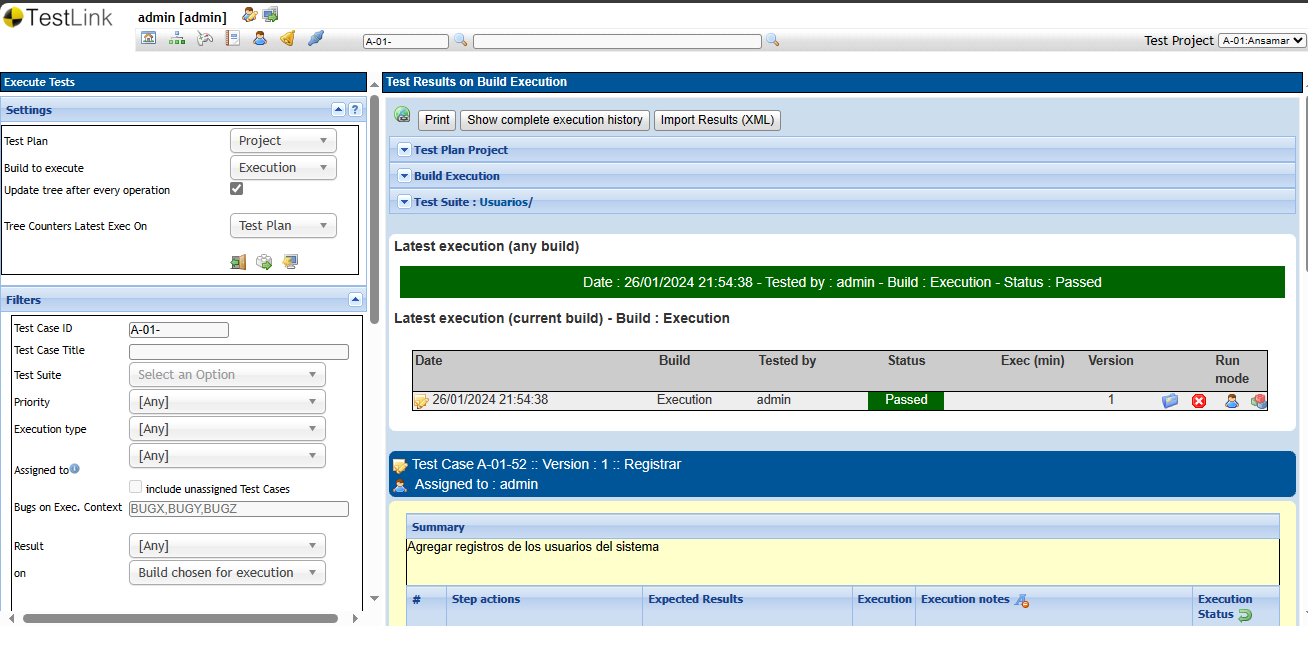 TestLink
admin [admin]
A-01-
Test Project A-01:Ansamar
Execute Tests
Settings
?
Test Plan Project
Build to execute Execution
Update tree after every operation
Tree Counters Latest Exec On Test Plan
Filters
Test Case ID A-01-
Test Case Title
Test Suite Select an Option
Priority [Any]
Execution type [Any]
[Any]
Assigned to
include unassigned Test Cases
Bugs on Exec. Context BUGX,BUGY,BUGZ
Result [Any]
on Build chosen for execution
Test Results on Build Execution
Print Show complete execution history Import Results (XML)
Test Plan Project
Build Execution
Test Suite : Usuarios/
Latest execution (any build)
Date : 26/01/2024 21:54:38 - Tested by : admin - Build : Execution - Status : Passed
Latest execution (current build) - Build : Execution
Date Build Tested by Status Exec (min) Version Run mode
26/01/2024 21:54:38 Execution admin Passed 1
Test Case A-01-52 :: Version : 1 :: Registrar
Assigned to : admin
Summary
Agregar registros de los usuarios del sistema
# Step actions Expected Results Execution Execution notes Execution Status